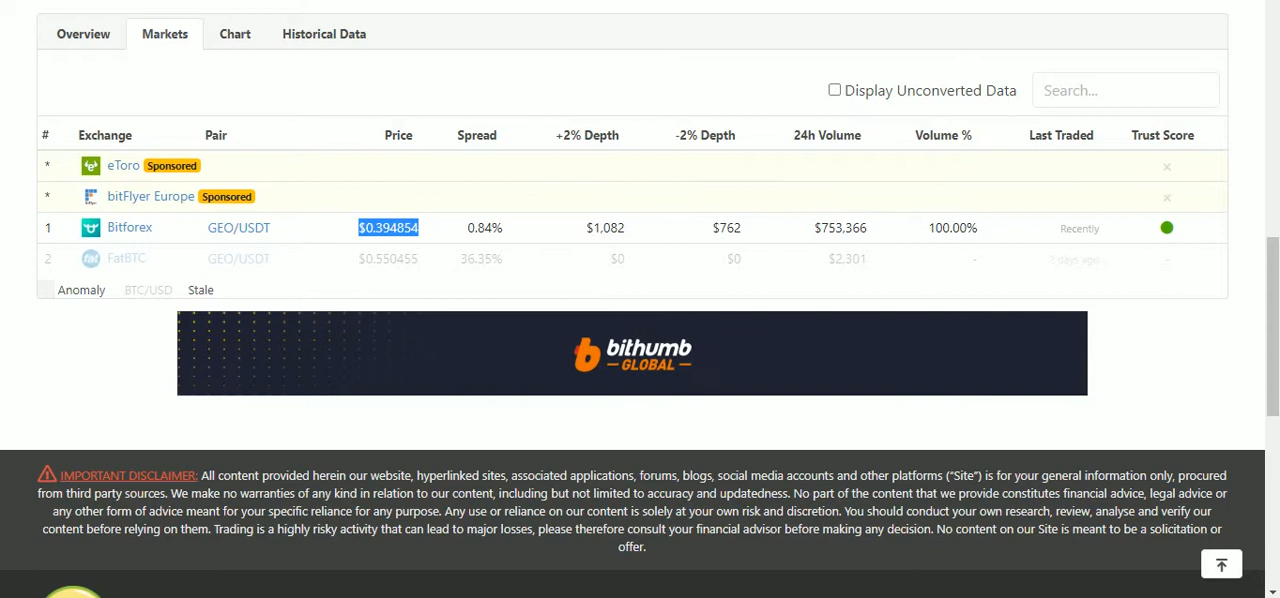 Overview Markets Chart Historical Data
Display Unconverted Data Search...
# Exchange Pair Price Spread +2% Depth -2% Depth 24h Volume Volume % Last Traded Trust Score
* eToro Sponsored ×
* bitFlyer Europe Sponsored ×
1 Bitforex GEO/USDT $0.394854 0.84% $1,082 $762 $753,366 100.00% Recently
2 fat FatBTC GEO/USDT $0.550455 36.35% $0 $0 $2,301 - 2 days ago -
Anomaly BTC/USD Stale
bithumb
GLOBAL
IMPORTANT DISCLAIMER: All content provided herein our website, hyperlinked sites, associated applications, forums, blogs, social media accounts and other platforms (“Site”) is for your general information only, procured
from third party sources. We make no warranties of any kind in relation to our content, including but not limited to accuracy and updatedness. No part of the content that we provide constitutes financial advice, legal advice or
any other form of advice meant for your specific reliance for any purpose. Any use or reliance on our content is solely at your own risk and discretion. You should conduct your own research, review, analyse and verify our
content before relying on them. Trading is a highly risky activity that can lead to major losses, please therefore consult your financial advisor before making any decision. No content on our Site is meant to be a solicitation or
offer.